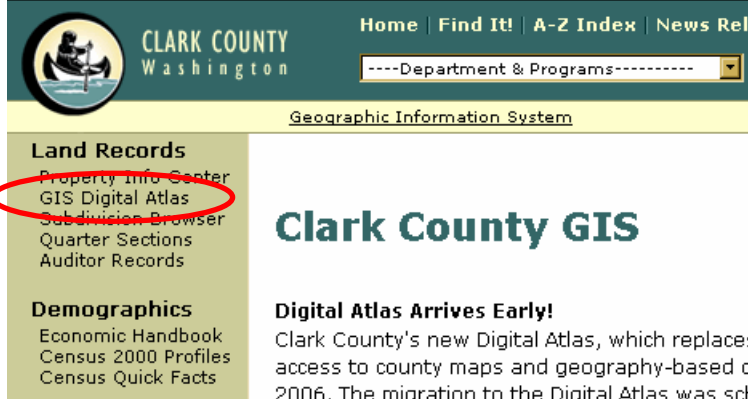 CLARK COUNTY
Washington
Home | Find It! | A-Z Index | News Rel
----Department & Programs----------
Geographic Information System
Land Records
Property Info Center
GIS Digital Atlas
Subdivision Browser
Quarter Sections
Auditor Records
Demographics
Economic Handbook
Census 2000 Profiles
Census Quick Facts
Clark County GIS
Digital Atlas Arrives Early!
Clark County's new Digital Atlas, which replaces
access to county maps and geography-based
2006. The migration to the Digital Atlas was